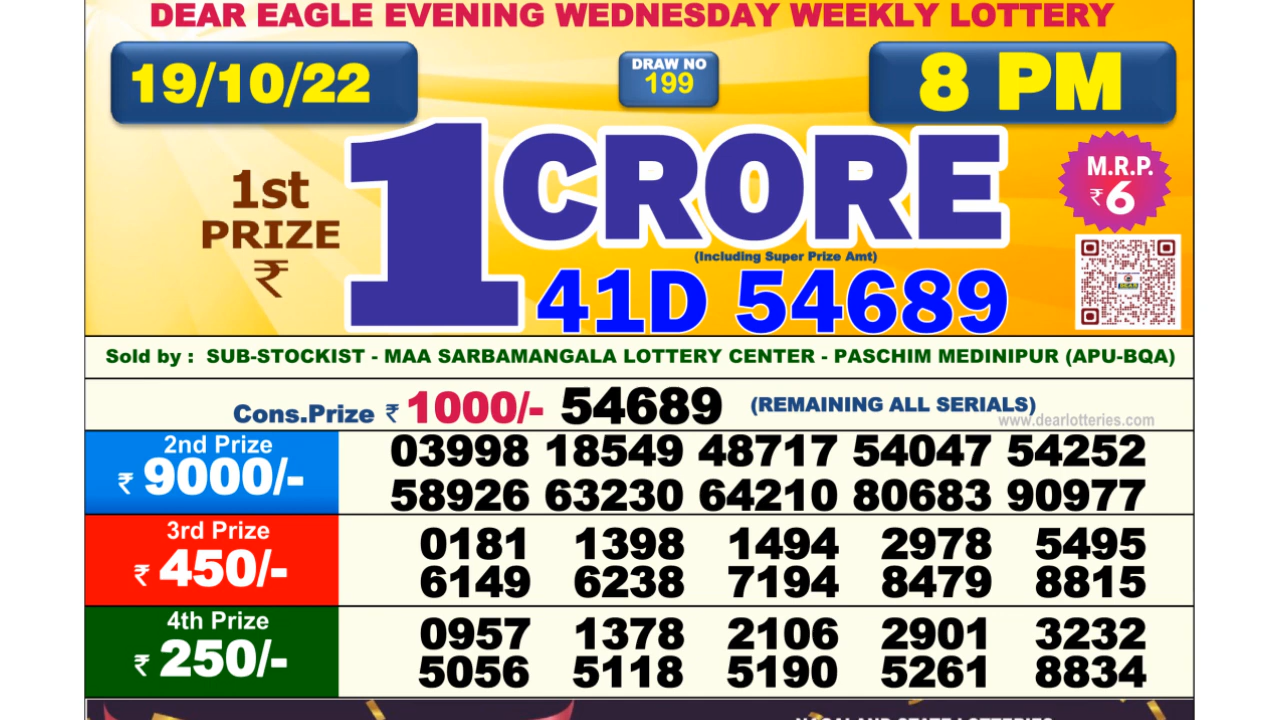 DEAR EAGLE EVENING WEDNESDAY WEEKLY LOTTERY
19/10/22
DRAW NO
199
8 PM
1st
PRIZE
₹
1 CRORE
(Including Super Prize Amt)
41D 54689
M.R.P.
₹ 6
DEAR
Sold by : SUB-STOCKIST - MAA SARBAMANGALA LOTTERY CENTER - PASCHIM MEDINIPUR (APU-BQA)
Cons.Prize ₹ 1000/- 54689 (REMAINING ALL SERIALS)
www.dearlotteries.com
2nd Prize
₹ 9000/-
03998 18549 48717 54047 54252
58926 63230 64210 80683 90977
3rd Prize
₹ 450/-
0181 1398 1494 2978 5495
6149 6238 7194 8479 8815
4th Prize
₹ 250/-
0957 1378 2106 2901 3232
5056 5118 5190 5261 8834
NAGALAND STATE LOTTERIES